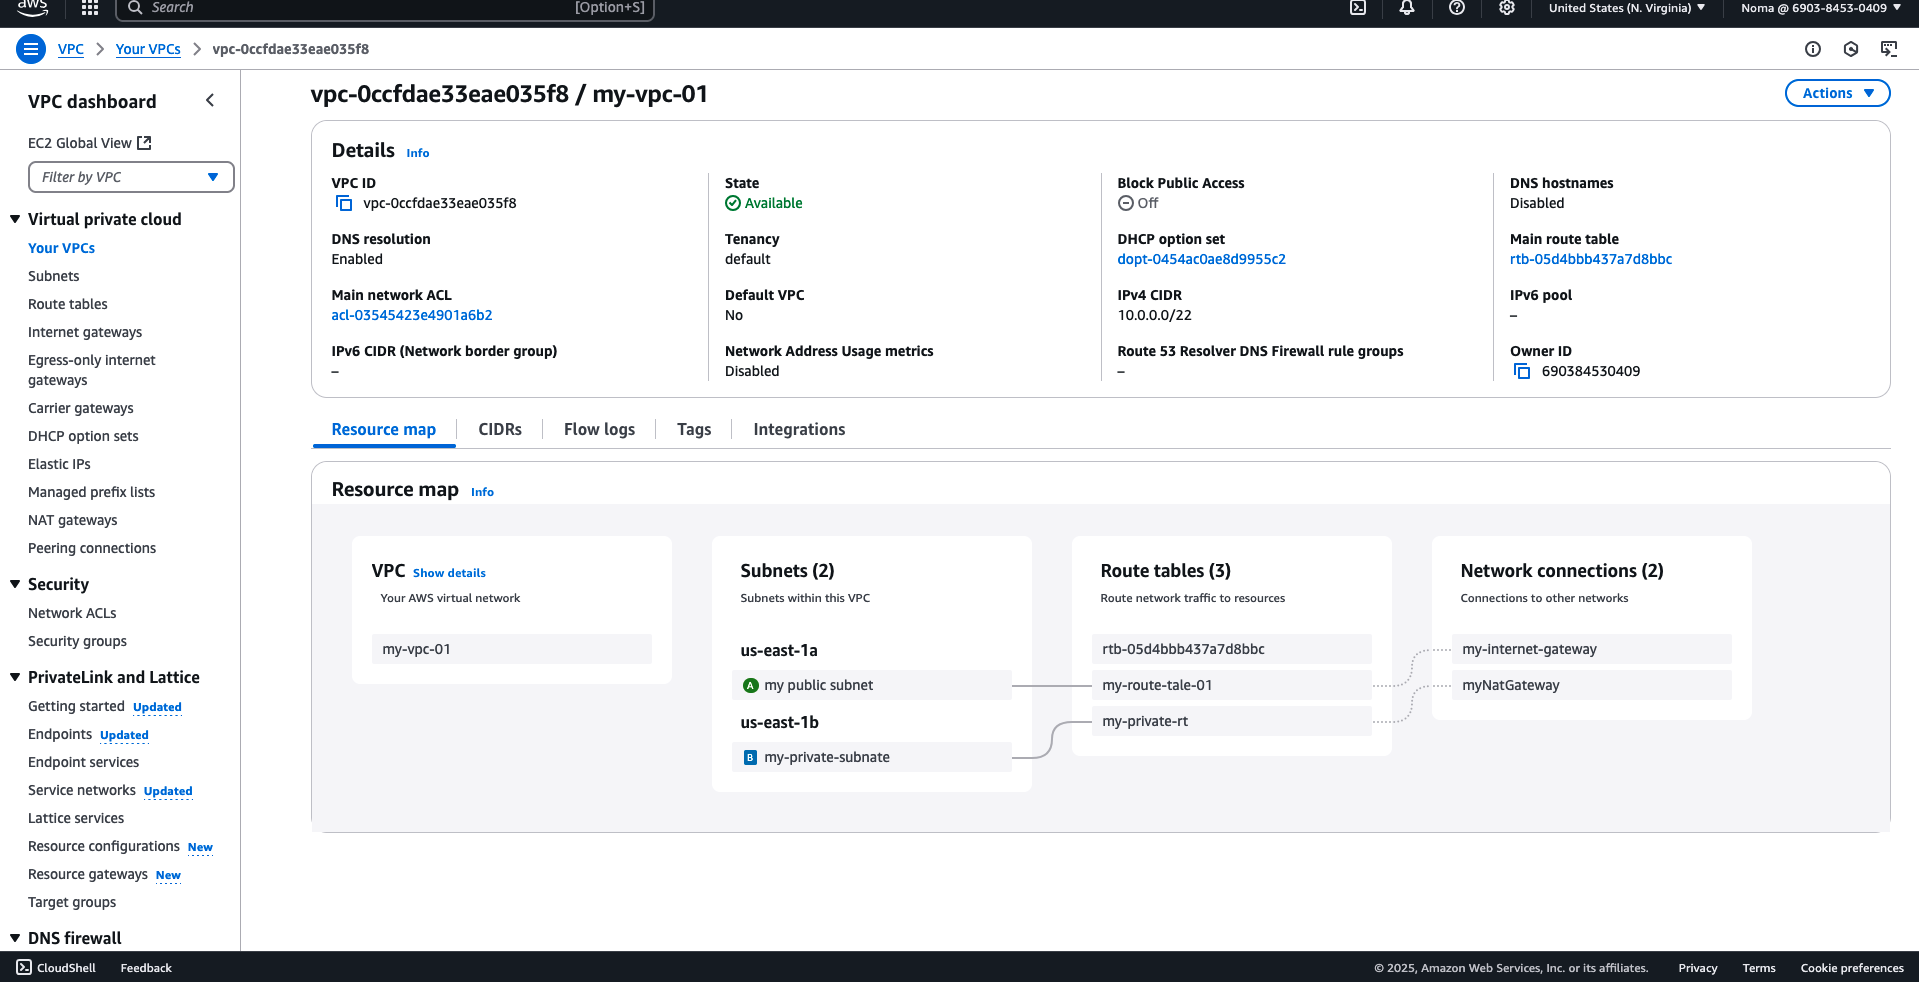 aws
Search [Option+S]
United States (N. Virginia)
Noma @ 6903-8453-0409
VPC
Your VPCs
vpc-0ccfdae33eae035f8
VPC dashboard
EC2 Global View
Filter by VPC
Virtual private cloud
Your VPCs
Subnets
Route tables
Internet gateways
Egress-only internet
gateways
Carrier gateways
DHCP option sets
Elastic IPs
Managed prefix lists
NAT gateways
Peering connections
Security
Network ACLs
Security groups
PrivateLink and Lattice
Getting started Updated
Endpoints Updated
Endpoint services
Service networks Updated
Lattice services
Resource configurations New
Resource gateways New
Target groups
DNS firewall
vpc-0ccfdae33eae035f8 / my-vpc-01
Actions
Details Info
VPC ID
vpc-0ccfdae33eae035f8
State
Available
Block Public Access
Off
DNS hostnames
Disabled
DNS resolution
Enabled
Tenancy
default
DHCP option set
dopt-0454ac0ae8d9955c2
Main route table
rtb-05d4bbb437a7d8bbc
Main network ACL
acl-03545423e4901a6b2
Default VPC
No
IPv4 CIDR
10.0.0.0/22
IPv6 pool
–
IPv6 CIDR (Network border group)
–
Network Address Usage metrics
Disabled
Route 53 Resolver DNS Firewall rule groups
–
Owner ID
690384530409
Resource map
CIDRs
Flow logs
Tags
Integrations
Resource map Info
VPC Show details
Your AWS virtual network
my-vpc-01
Subnets (2)
Subnets within this VPC
us-east-1a
A my public subnet
us-east-1b
B my-private-subnate
Route tables (3)
Route network traffic to resources
rtb-05d4bbb437a7d8bbc
my-route-tale-01
my-private-rt
Network connections (2)
Connections to other networks
my-internet-gateway
myNatGateway
CloudShell
Feedback
© 2025, Amazon Web Services, Inc. or its affiliates.
Privacy
Terms
Cookie preferences